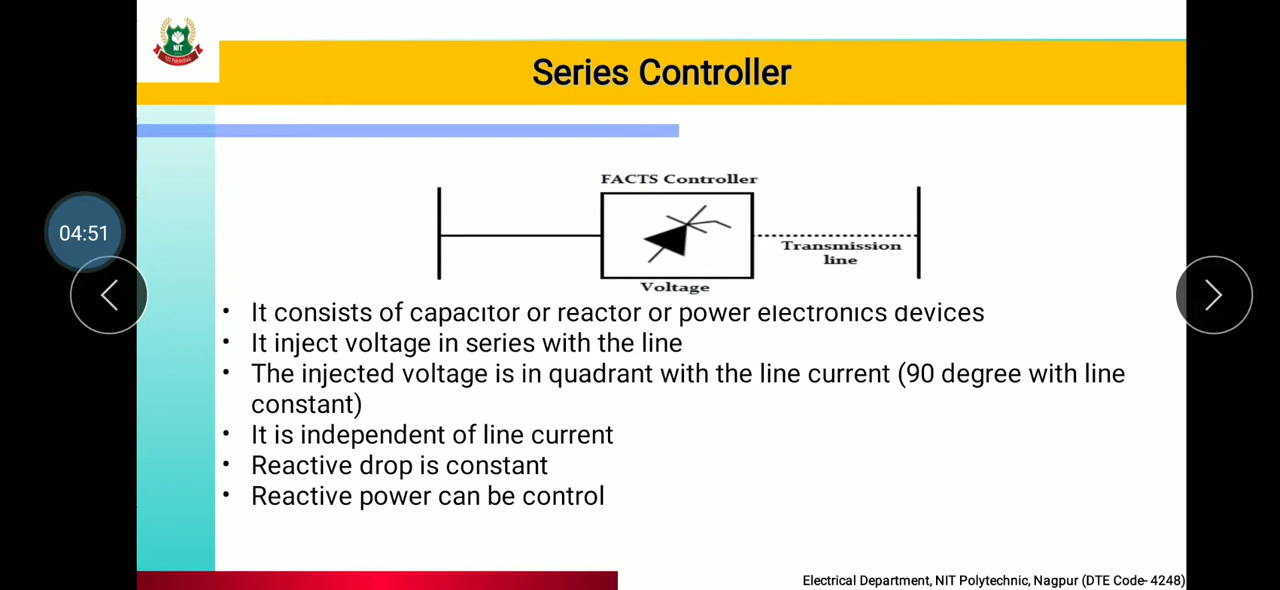 NIT
Series Controller
04:51
FACTS Controller
Transmission
line
Voltage
• It consists of capacitor or reactor or power electronics devices
• It inject voltage in series with the line
• The injected voltage is in quadrant with the line current (90 degree with line
constant)
• It is independent of line current
• Reactive drop is constant
• Reactive power can be control
Electrical Department, NIT Polytechnic, Nagpur (DTE Code- 4248)